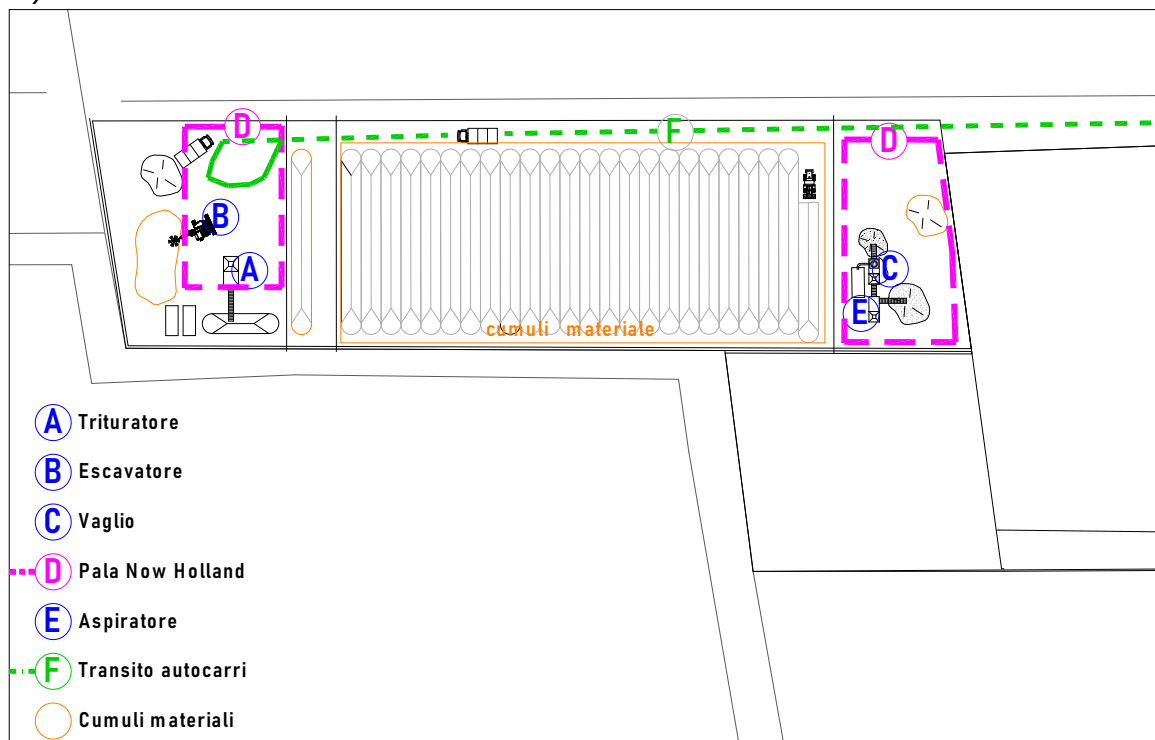 )
D
F
D
B
A
C
E
cumuli materiale
A Trituratore
B Escavatore
C Vaglio
D Pala Now Holland
E Aspiratore
F Transito autocarri
Cumuli materiali